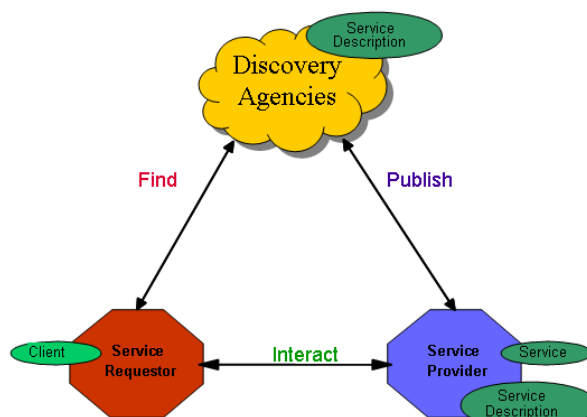 Service
Description
Discovery
Agencies
Find
Publish
Client
Service
Requestor
Interact
Service
Provider
Service
Service
Description